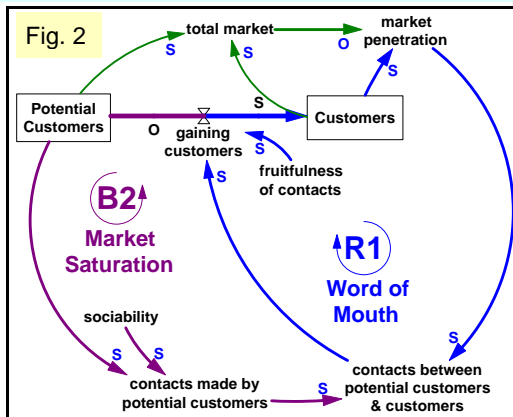 Fig. 2
total market
market
penetration
S
S
O
S
Potential
Customers
O
S
Customers
gaining
customers
S
S
fruitfulness
of contacts
B2
Market
Saturation
R1
Word of
Mouth
sociability
S
S
S
S
contacts made by
potential customers
contacts between
potential customers
& customers